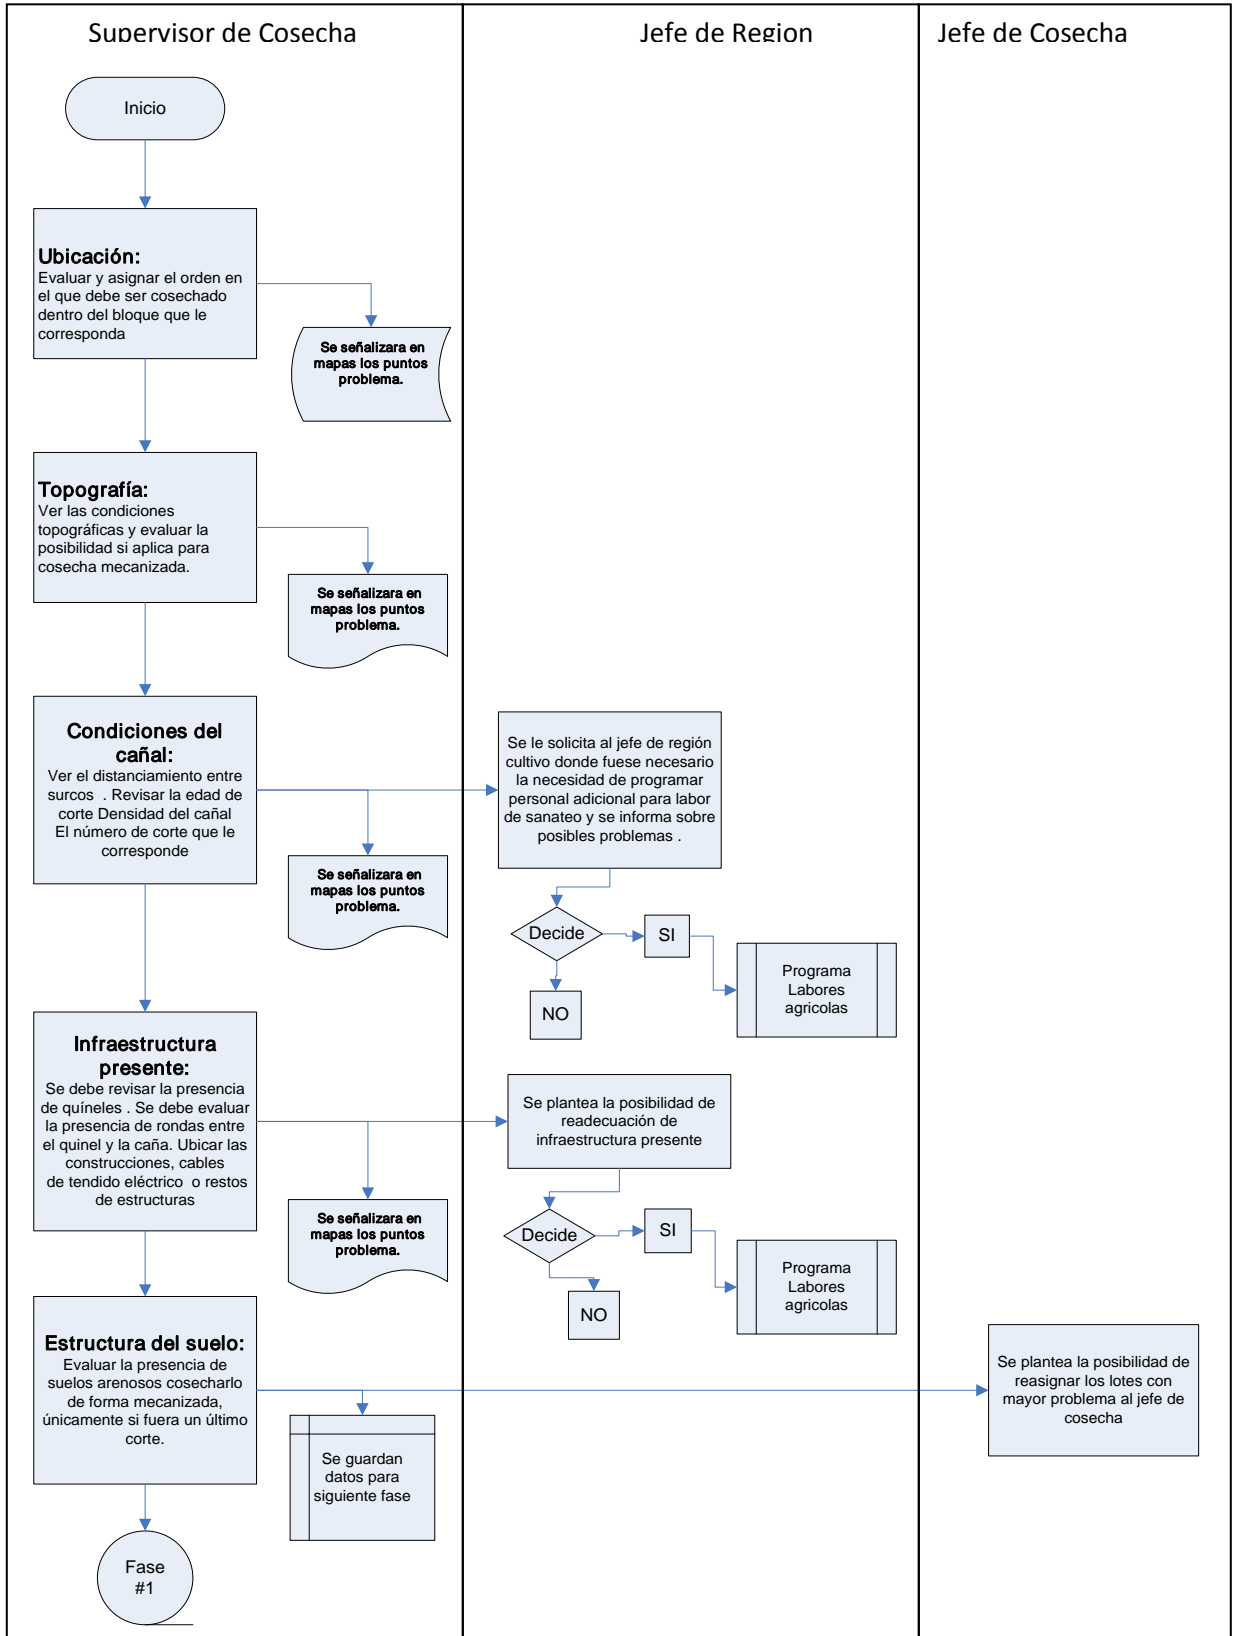 Supervisor de Cosecha
Jefe de Region
Jefe de Cosecha
Inicio
Ubicación:
Evaluar y asignar el orden en
el que debe ser cosechado
dentro del bloque que le
corresponda
Se señalizara en
mapas los puntos
problema.
Topografía:
Ver las condiciones
topográficas y evaluar la
posibilidad si aplica para
cosecha mecanizada.
Se señalizara en
mapas los puntos
problema.
Condiciones del
cañal:
Ver el distanciamiento entre
surcos . Revisar la edad de
corte Densidad del cañal
El número de corte que le
corresponde
Se señalizara en
mapas los puntos
problema.
Se le solicita al jefe de región
cultivo donde fuese necesario
la necesidad de programar
personal adicional para labor
de sanateo y se informa sobre
posibles problemas .
Decide
SI
NO
Programa
Labores
agricolas
Infraestructura
presente:
Se debe revisar la presencia
de quíneles . Se debe evaluar
la presencia de rondas entre
el quinel y la caña. Ubicar las
construcciones, cables
de tendido eléctrico o restos
de estructuras
Se señalizara en
mapas los puntos
problema.
Se plantea la posibilidad de
readecuación de
infraestructura presente
Decide
SI
NO
Programa
Labores
agricolas
Estructura del suelo:
Evaluar la presencia de
suelos arenosos cosecharlo
de forma mecanizada,
únicamente si fuera un último
corte.
Se guardan
datos para
siguiente fase
Se plantea la posibilidad de
reasignar los lotes con
mayor problema al jefe de
cosecha
Fase
#1